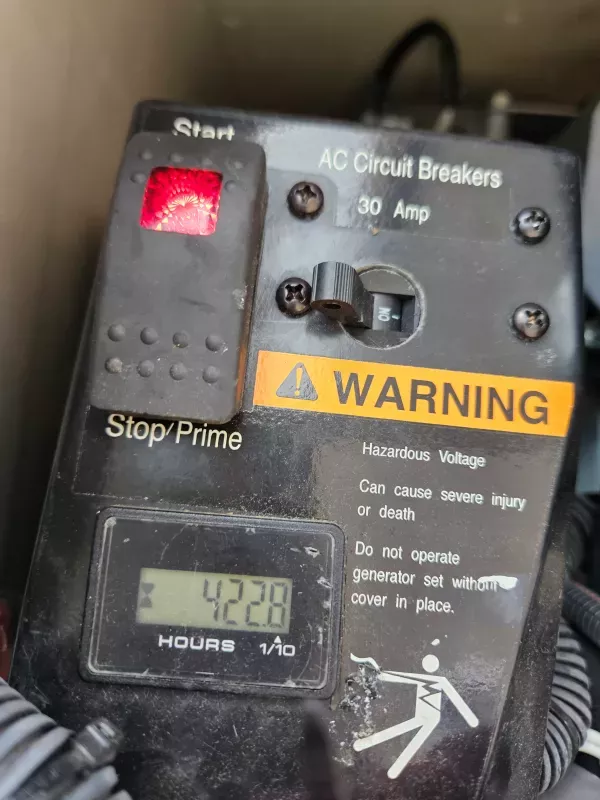 Start
AC Circuit Breakers
30 Amp
ON
WARNING
Stop/Prime
Hazardous Voltage
Can cause severe injury
or death
Do not operate
generator set without
cover in place.
422.8
HOURS 1/10